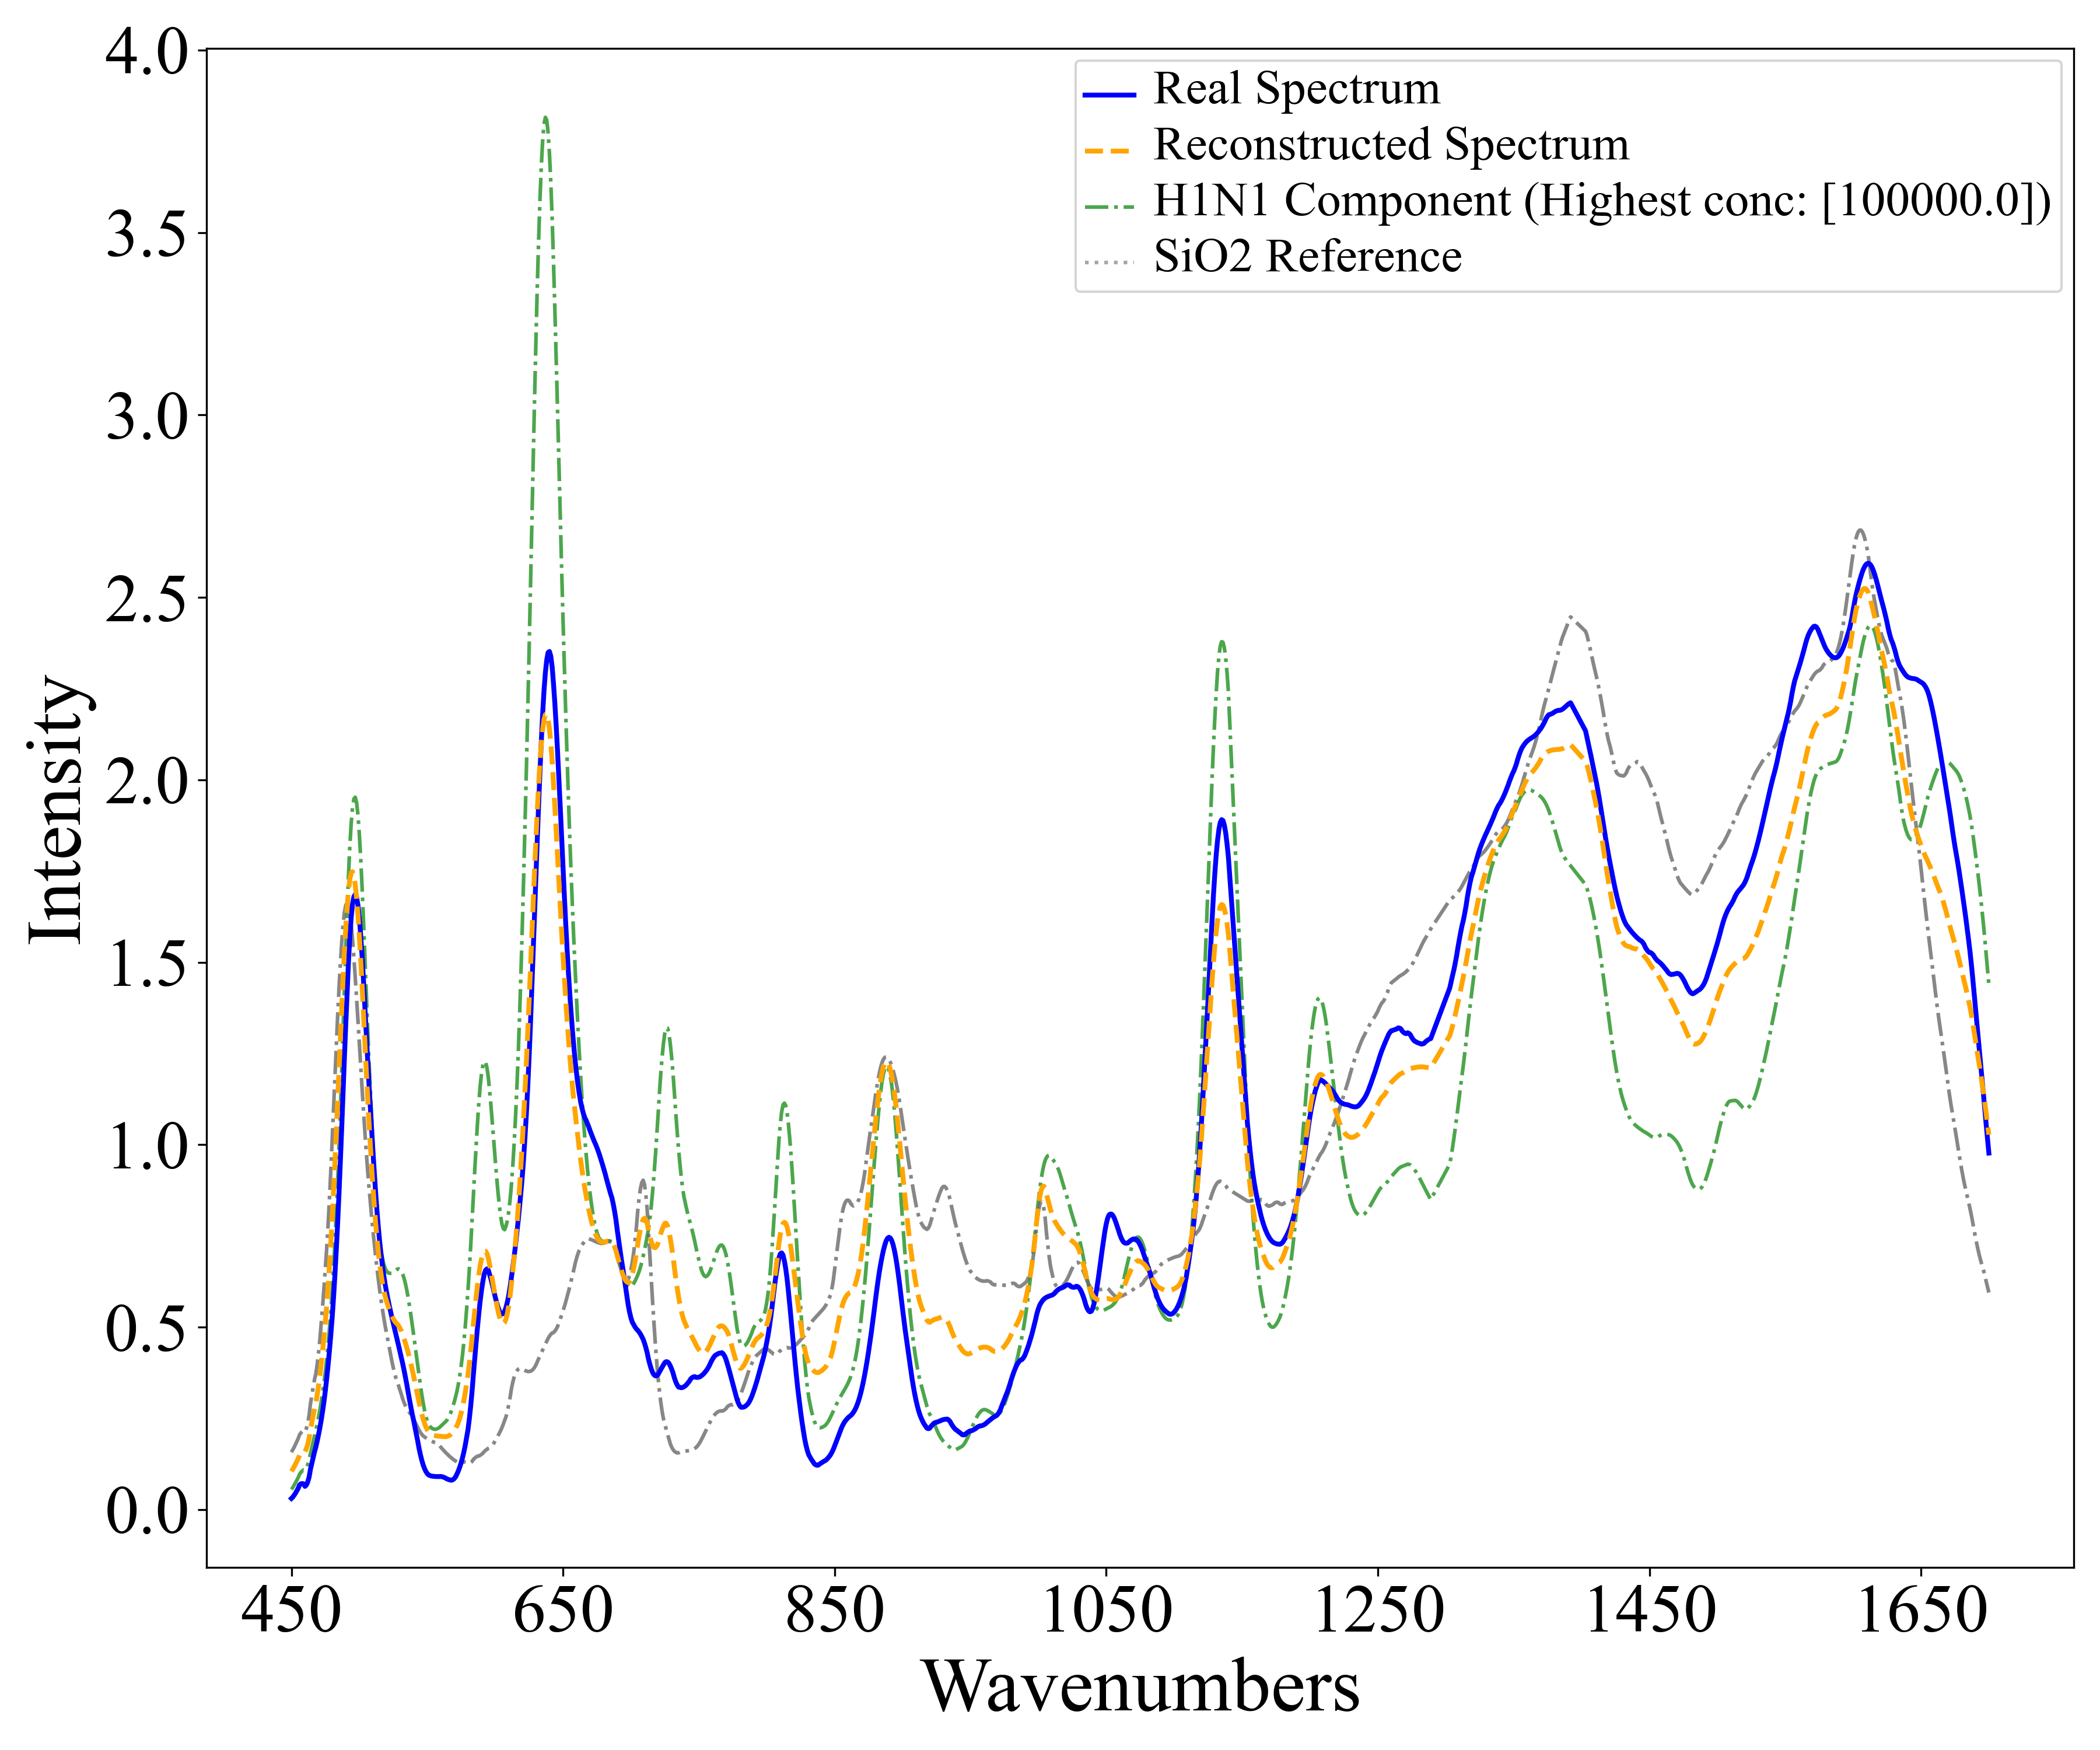 Intensity
4.0
3.5
3.0
2.5
2.0
1.5
1.0
0.5
0.0
Real Spectrum
Reconstructed Spectrum
H1N1 Component (Highest conc: [100000.0])
SiO2 Reference
450 650 850 1050 1250 1450 1650
Wavenumbers